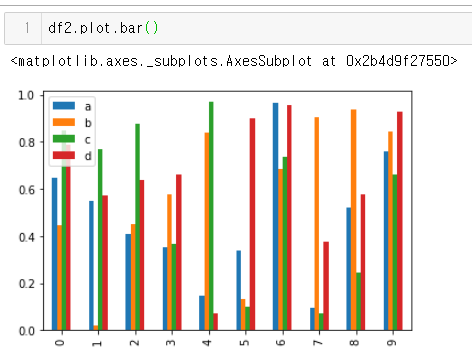 1 df2.plot.bar()
<matplotlib.axes._subplots.AxesSubplot at 0x2b4d9f27550>
1.0
a
b
0.8
c
d
0.6
0.4
0.2
0.0
0 1 2 3 4 5 6 7 8 9